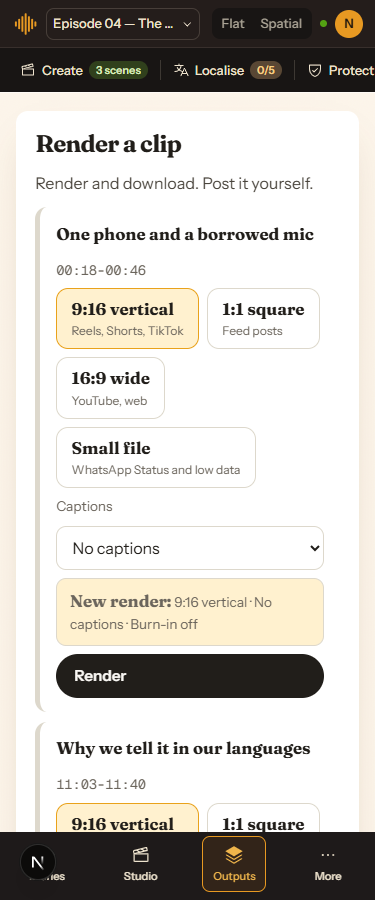 Episode 04 — The ...
Flat Spatial
N
Create 3 scenes
Localise 0/5
Protect
Render a clip
Render and download. Post it yourself.
One phone and a borrowed mic
00:18-00:46
9:16 vertical
Reels, Shorts, TikTok
1:1 square
Feed posts
16:9 wide
YouTube, web
Small file
WhatsApp Status and low data
Captions
No captions
New render: 9:16 vertical · No
captions · Burn-in off
Render
Why we tell it in our languages
11:03-11:40
9:16 vertical
1:1 square
N
Studio
Outputs
More